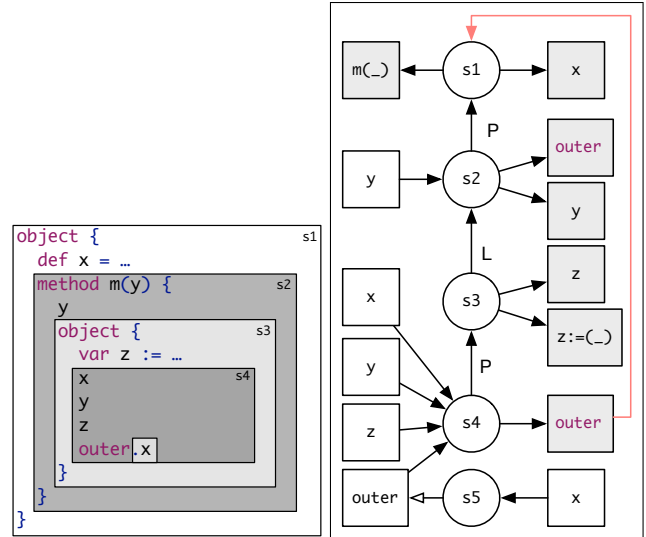 object { s1
def x = …
method m(y) { s2
y
object { s3
var z := …
x s4
y
z
outer.x
}
}
}
m(_) s1 x
P
outer
y s2
y
L
z
x s3
z:=(_)
y P
z s4 outer
outer s5 x